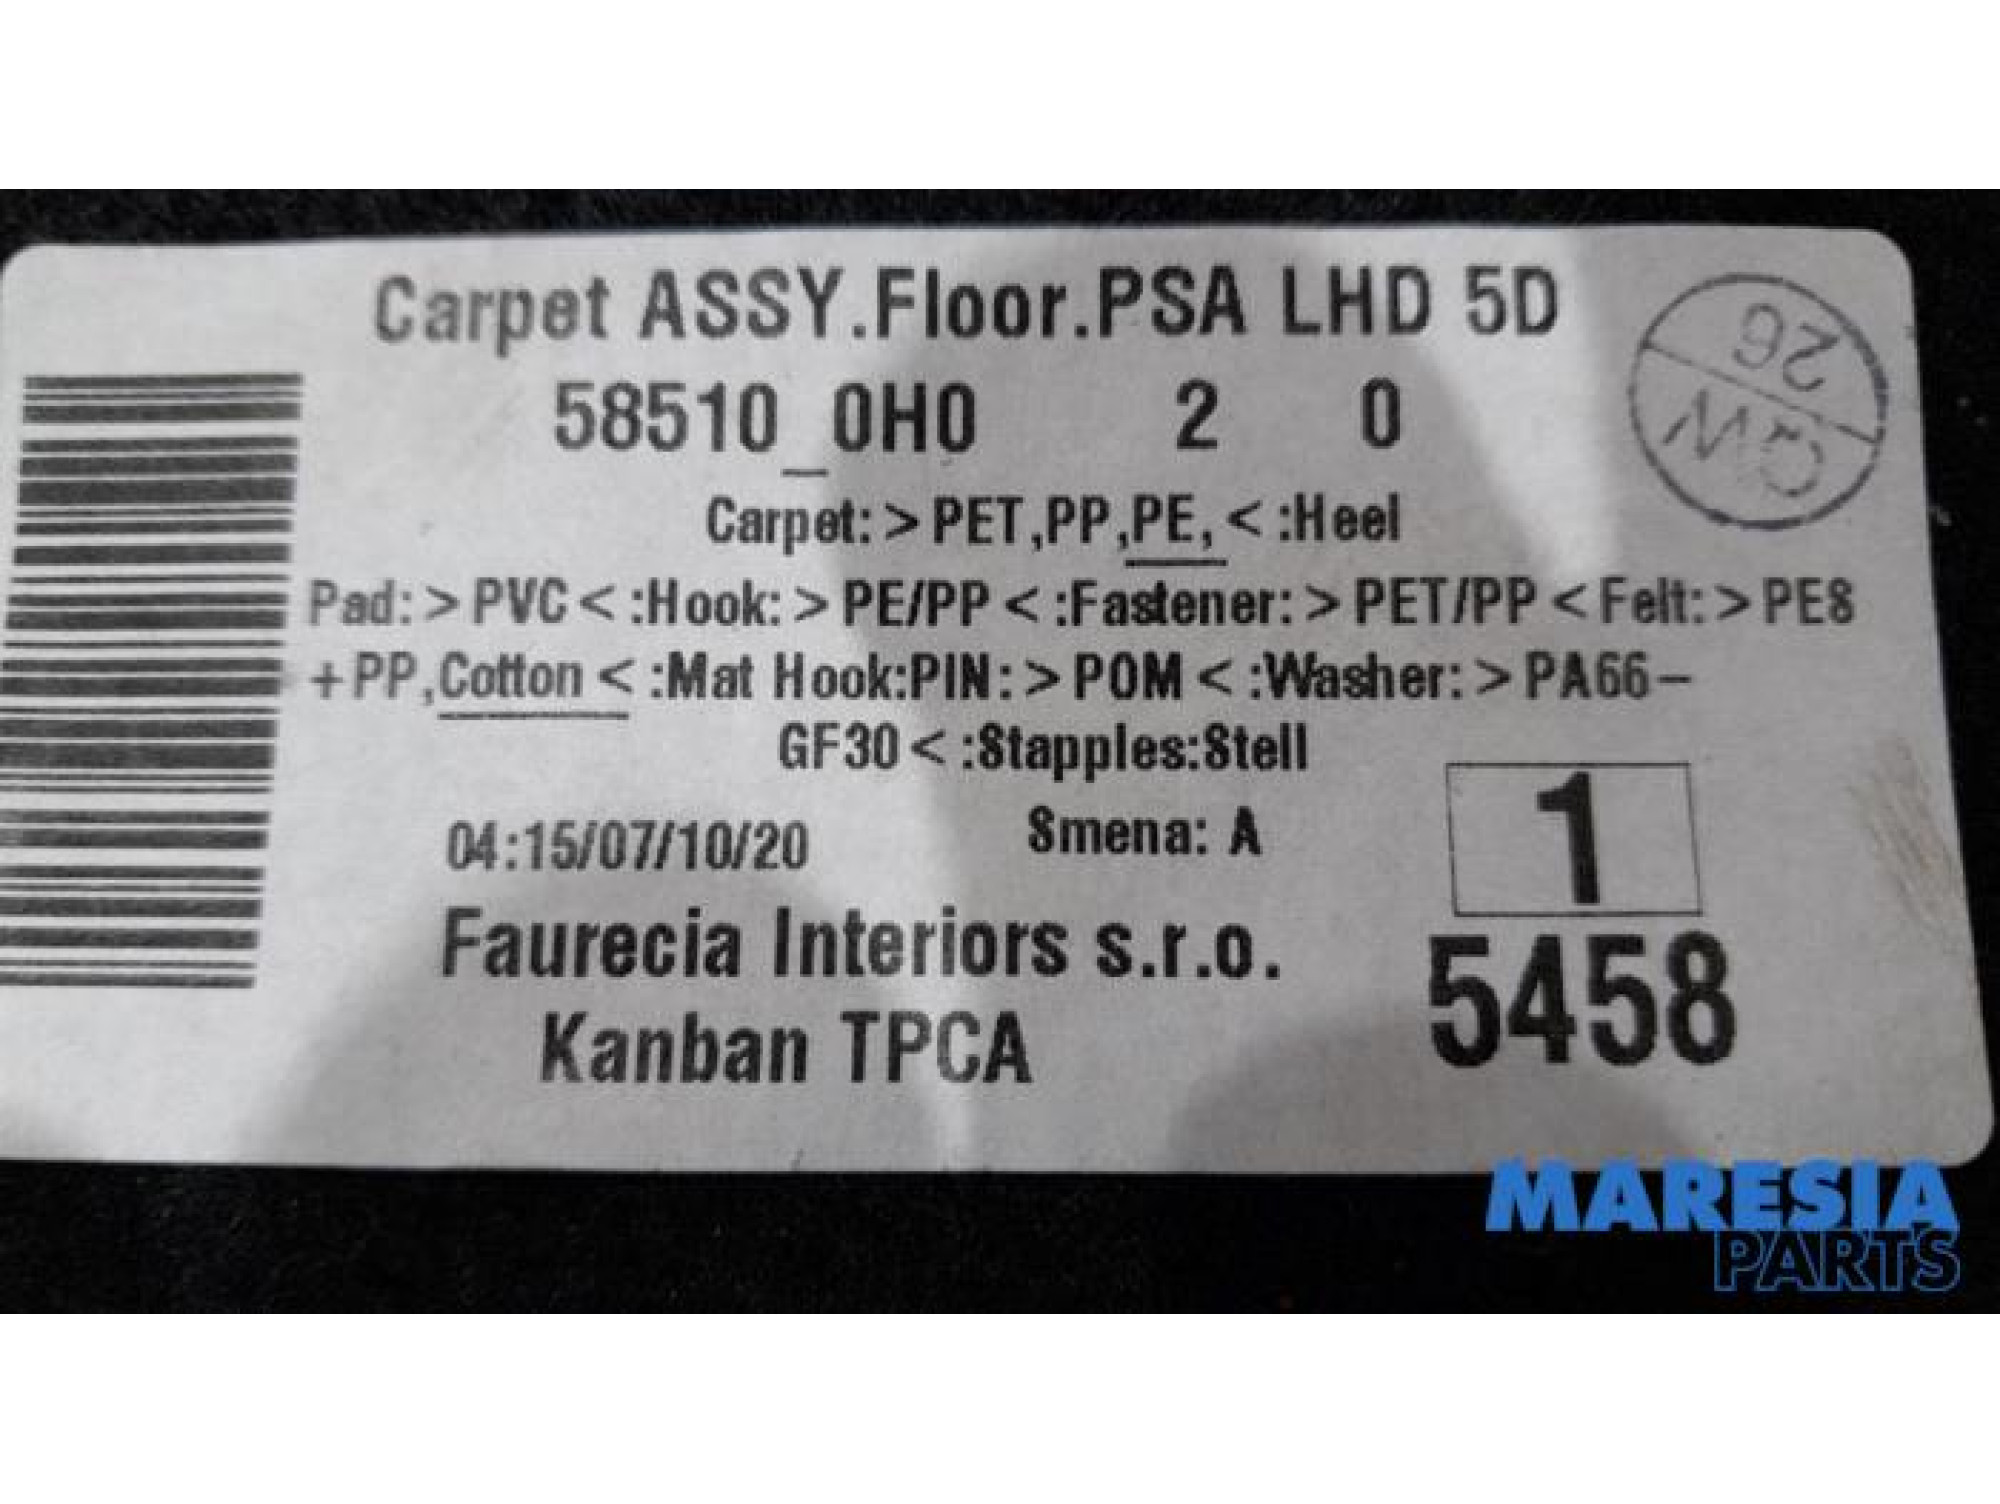 Carpet ASSY.Floor.PSA LHD 5D
58510_0H0 2 0
Carpet: >PET,PP,PE,< :Heel
Pad: >PVC< :Hook: >PE/PP< :Fastener: >PET/PP< Felt: >PES
+PP,Cotton< :Mat Hook:PIN: >POM< :Washer: >PA66-
GF30< :Stapples:Stell
04:15/07/10/20 Smena: A
1
Faurecia Interiors s.r.o.
5458
Kanban TPCA
26
MARESIA
PARTS